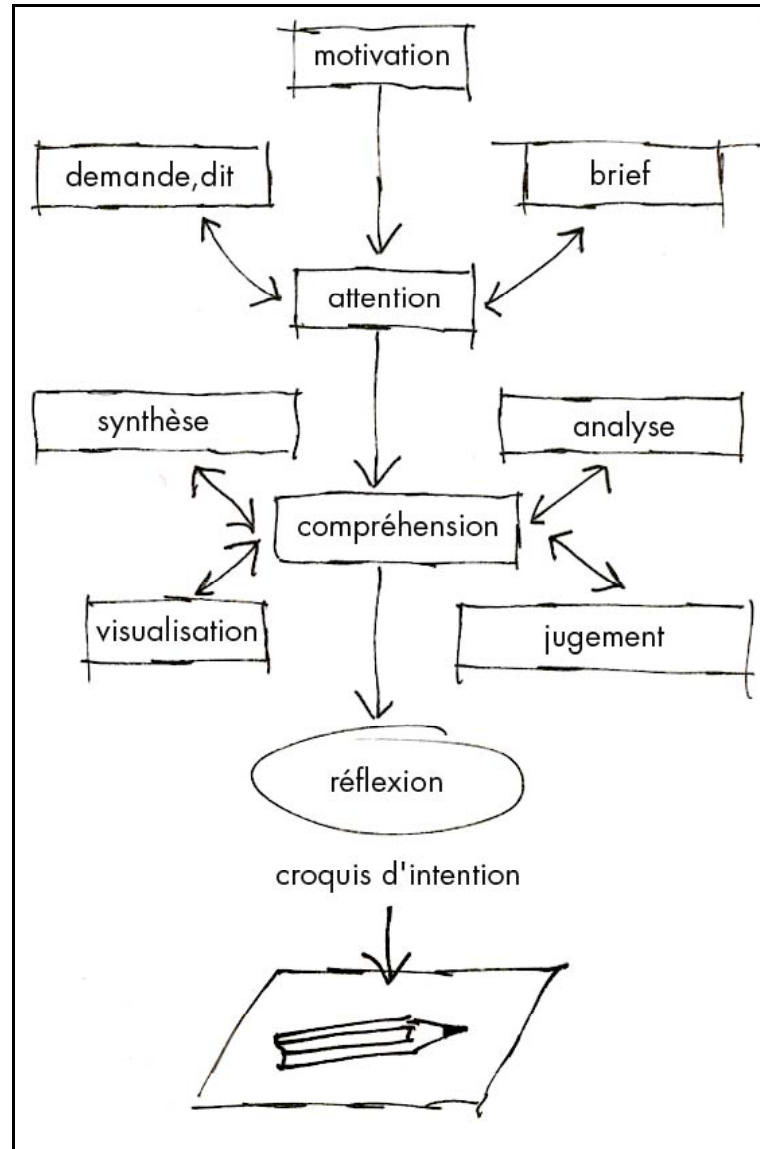 motivation
demande,dit
brief
attention
synthèse
analyse
compréhension
visualisation
jugement
réflexion
croquis d'intention